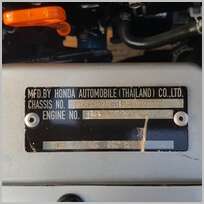 MFD.BY HONDA AUTOMOBILE (THAILAND) CO.,LTD.
CHASSIS NO.
ENGINE NO.